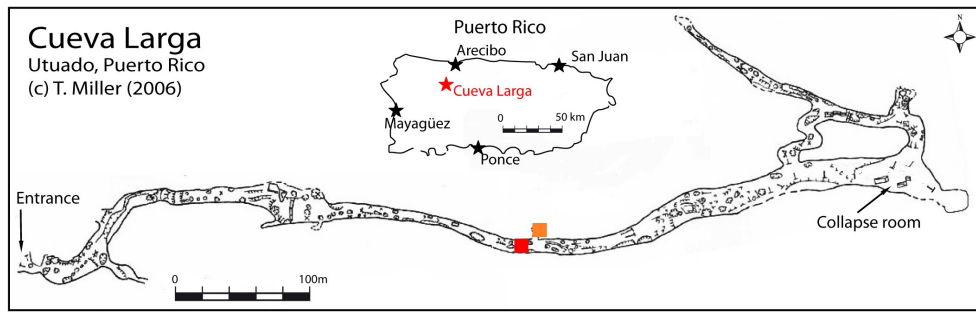 Cueva Larga
Utuado, Puerto Rico
(c) T. Miller (2006)
Puerto Rico
Arecibo
San Juan
Cueva Larga
0 50 km
Mayagüez
Ponce
N
Entrance
Collapse room
0 100m